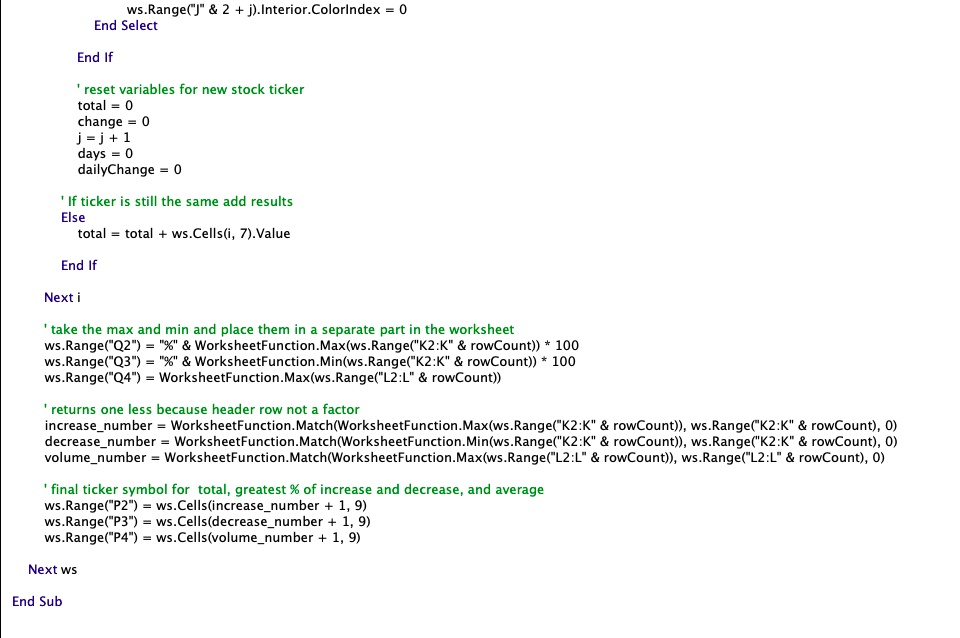 ws.Range("J" & 2 + j).Interior.ColorIndex = 0
End Select
End If
' reset variables for new stock ticker
total = 0
change = 0
j = j + 1
days = 0
dailyChange = 0
' If ticker is still the same add results
Else
total = total + ws.Cells(i, 7).Value
End If
Next i
' take the max and min and place them in a separate part in the worksheet
ws.Range("Q2") = "%" & WorksheetFunction.Max(ws.Range("K2:K" & rowCount)) * 100
ws.Range("Q3") = "%" & WorksheetFunction.Min(ws.Range("K2:K" & rowCount)) * 100
ws.Range("Q4") = WorksheetFunction.Max(ws.Range("L2:L" & rowCount))
' returns one less because header row not a factor
increase_number = WorksheetFunction.Match(WorksheetFunction.Max(ws.Range("K2:K" & rowCount)), ws.Range("K2:K" & rowCount), 0)
decrease_number = WorksheetFunction.Match(WorksheetFunction.Min(ws.Range("K2:K" & rowCount)), ws.Range("K2:K" & rowCount), 0)
volume_number = WorksheetFunction.Match(WorksheetFunction.Max(ws.Range("L2:L" & rowCount)), ws.Range("L2:L" & rowCount), 0)
' final ticker symbol for  total, greatest % of increase and decrease, and average
ws.Range("P2") = ws.Cells(increase_number + 1, 9)
ws.Range("P3") = ws.Cells(decrease_number + 1, 9)
ws.Range("P4") = ws.Cells(volume_number + 1, 9)
Next ws
End Sub